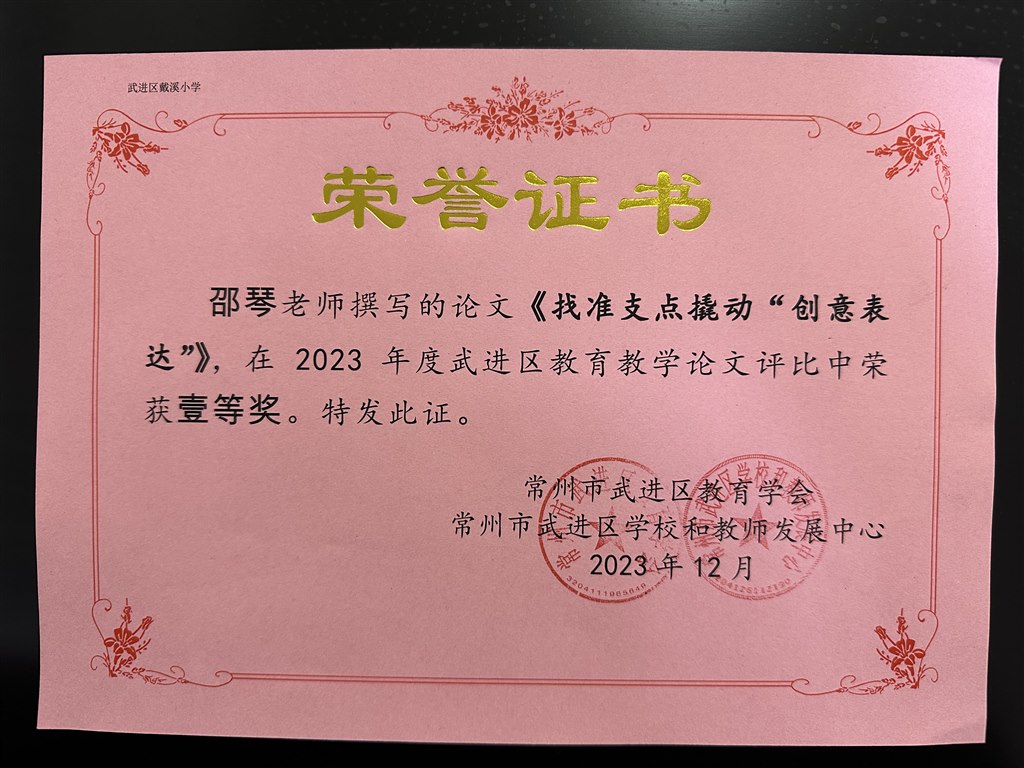 武进区戴溪小学
荣誉证书
邵琴老师撰写的论文《找准支点撬动“创意表
达”》，在 2023 年度武进区教育教学论文评比中荣
获壹等奖。特发此证。
常州市武进区教育学会
常州市武进区学校和教师发展中心
2023 年 12 月